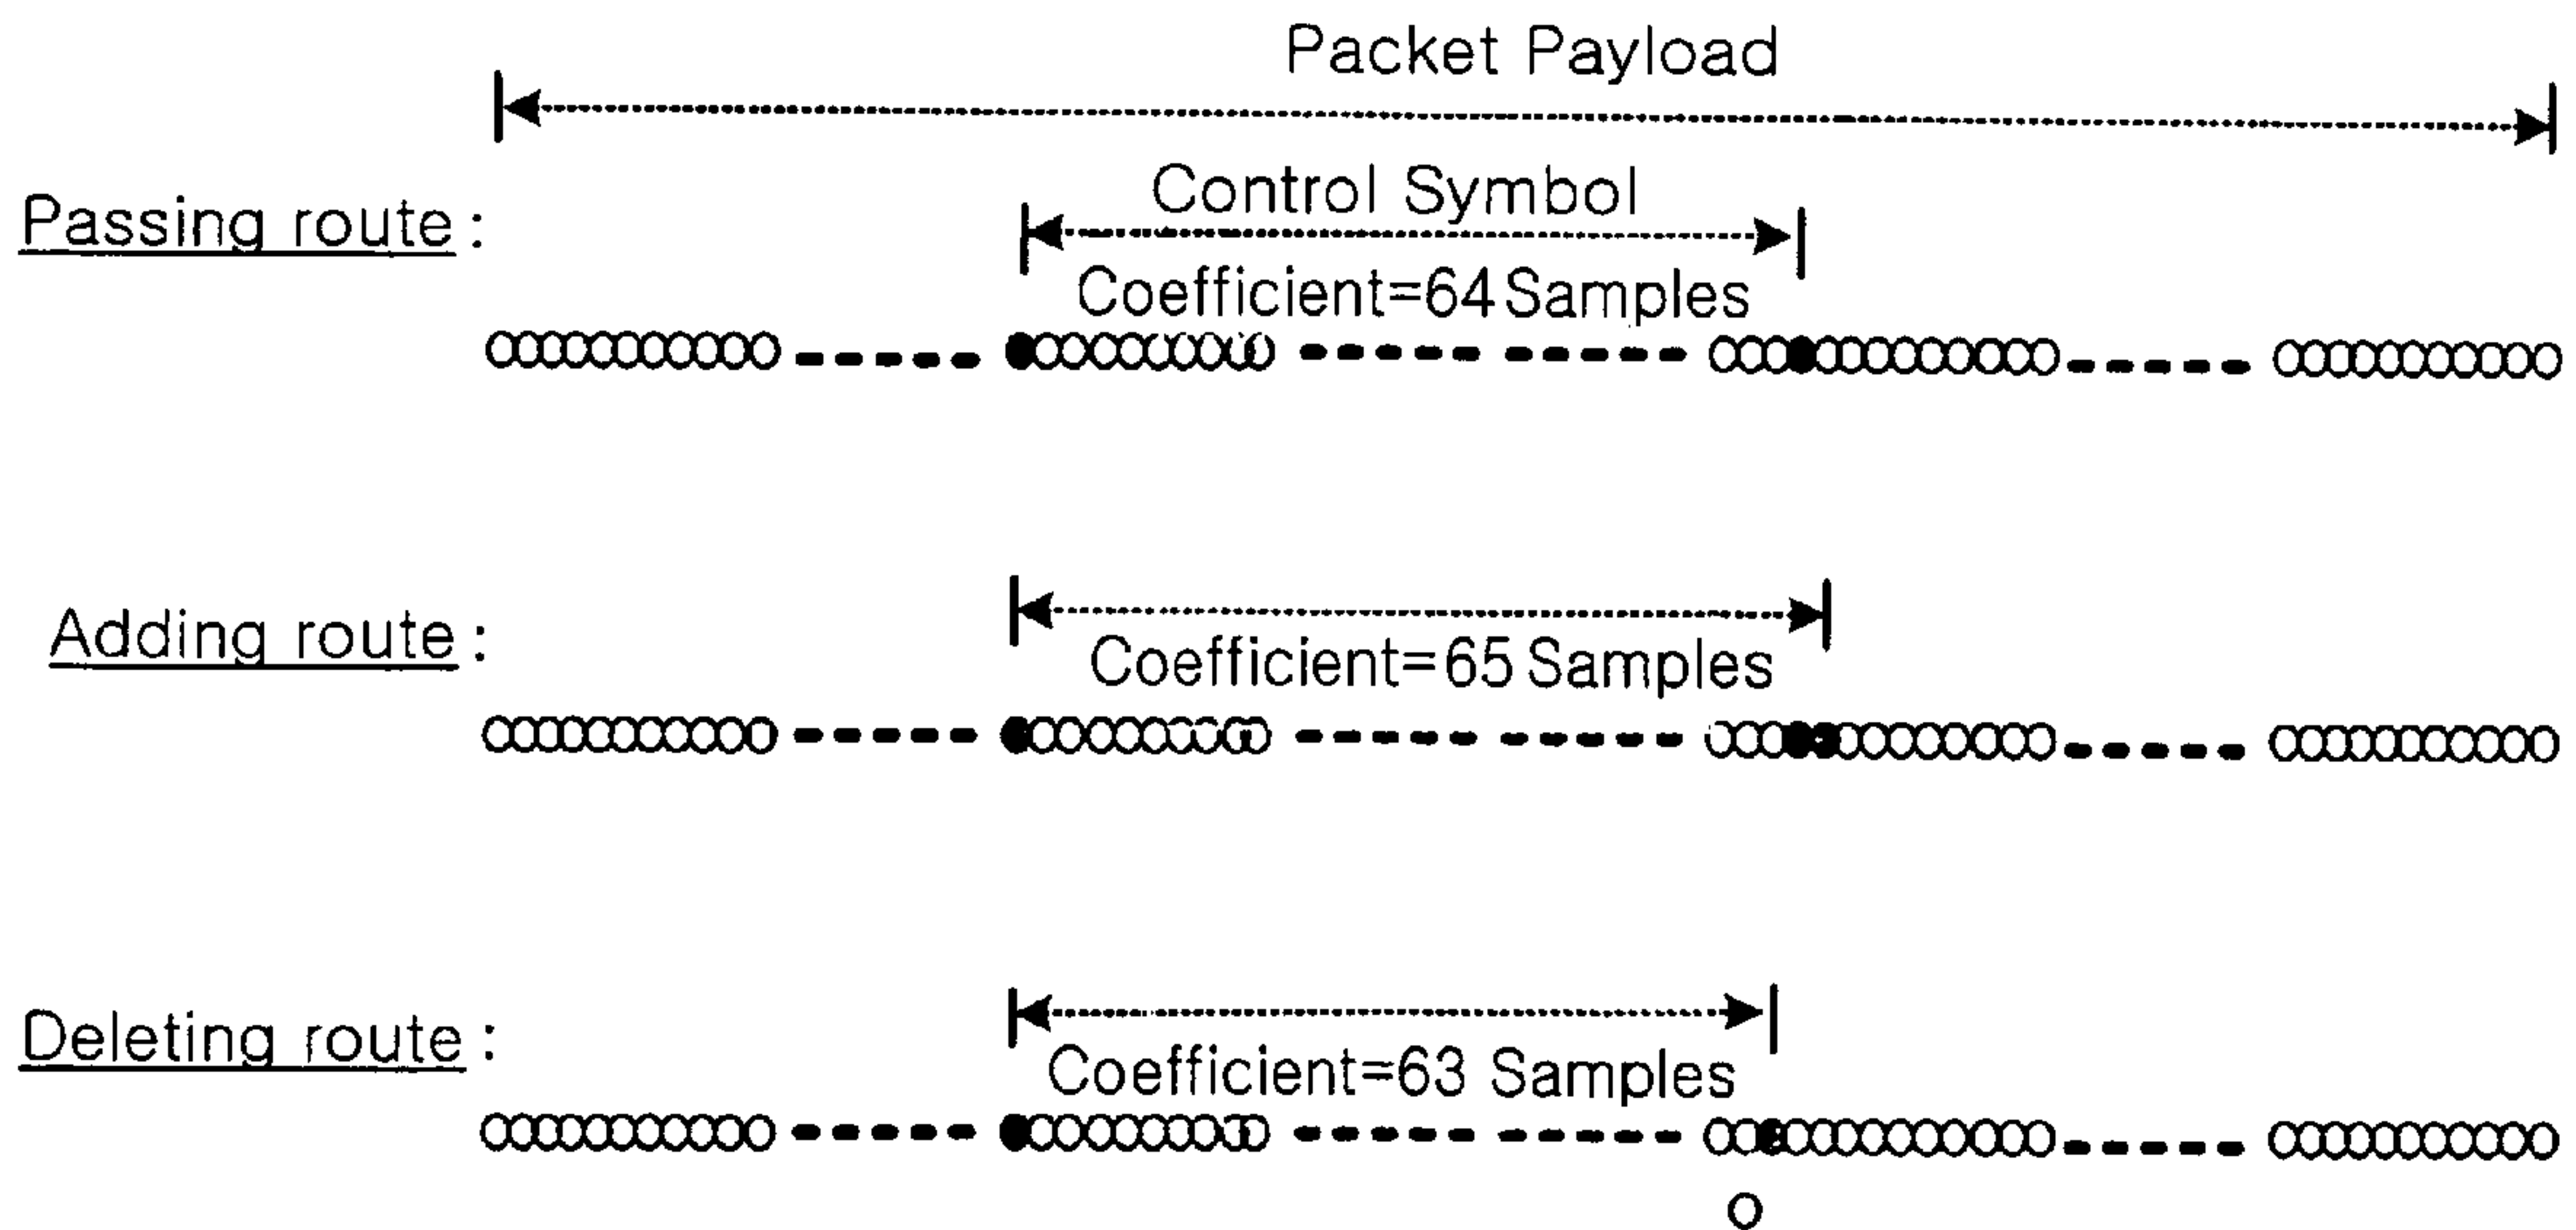 Packet Payload
Control Symbol
Passing route :
Coefficient=64 Samples
Adding route :
Coefficient=65 Samples
Deleting route :
Coefficient=63 Samples